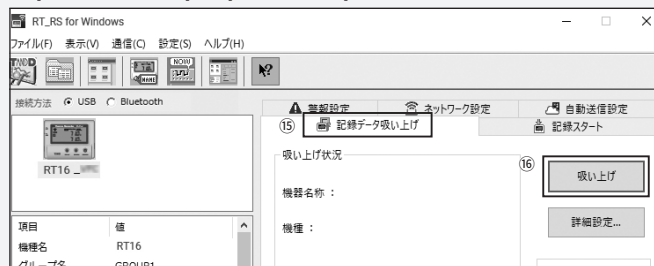 RT_RS for Windows
ファイル(F) 表示(V) 通信(C) 設定(S) ヘルプ(H)
接続方法 USB Bluetooth
RT16_
項目 値
機種名 RT16
グループ名 GROUP1
警報設定 ネットワーク設定 自動送信設定
⑮ 記録データ吸い上げ 記録スタート
吸い上げ状況
機器名称 :
機種 :
⑯ 吸い上げ
詳細設定...